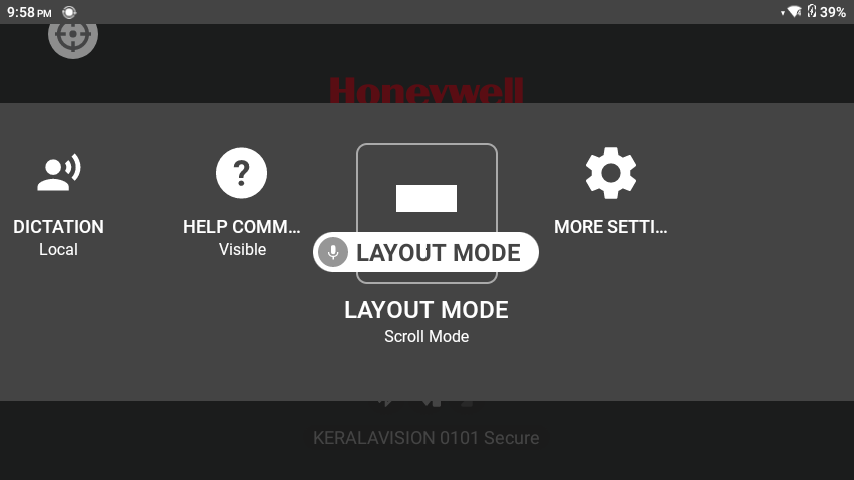 9:58 PM
39%
Honeywell
DICTATION
Local
HELP COMM...
Visible
LAYOUT MODE
LAYOUT MODE
Scroll Mode
MORE SETTI...
KERALAVISION 0101 Secure